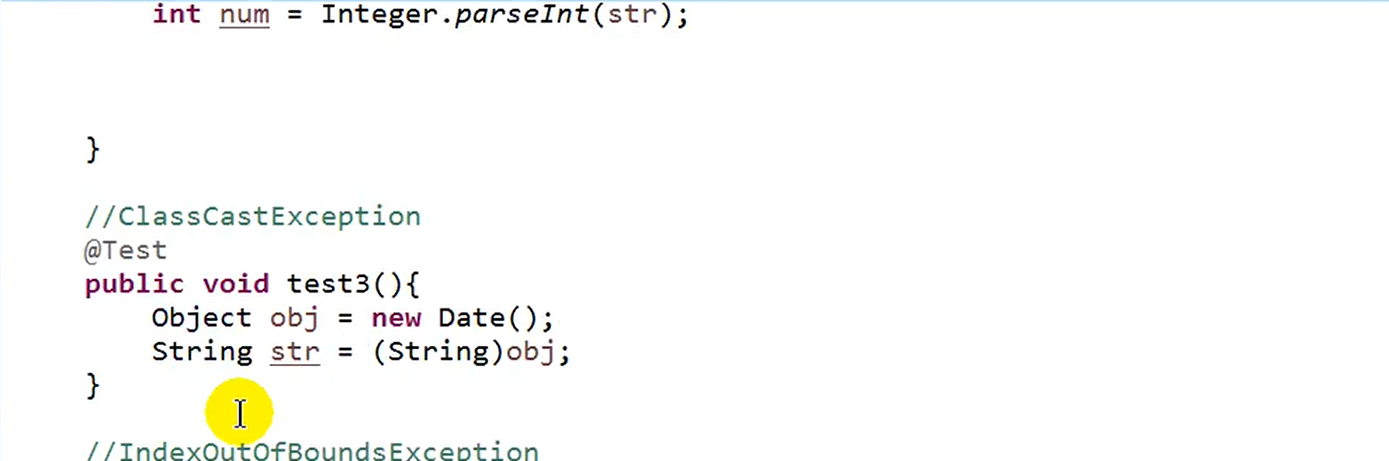 int num = Integer.parseInt(str);
}
//ClassCastException
@Test
public void test3(){
Object obj = new Date();
String str = (String)obj;
}
//IndexOutOfBoundsException